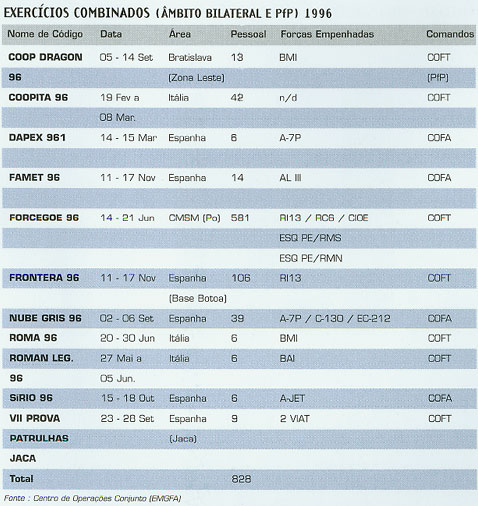 EXERCÍCIOS COMBINADOS (ÂMBITO BILATERAL E PfP) 1996
Nome de Código Data Área Pessoal Forcas Empenhadas Comandos
COOP DRAGON 05 - 14 Set Bratislava 13 BMI COFT
96 (Zona Leste) (PfP)
COOPITA 96 19 Fev a Itália 42 n/d COFT
08 Mar.
DAPEX 961 14 - 15 Mar Espanha 6 A-7P COFA
FAMET 96 11 - 17 Nov Espanha 14 AL III COFA
FORCEGOE 96 14 - 21 Jun CMSM (Po) 581 RI13 / RC6 / CIOE COFT
ESQ PE/RMS
ESQ PE/RMN
FRONTERA 96 11 - 17 Nov Espanha 106 RI13 COFT
(Base Botoa)
NUBE GRIS 96 02 - 06 Set Espanha 39 A-7P / C-130 / EC-212 COFA
ROMA 96 20 - 30 Jun Itália 6 BMI COFT
ROMAN LEG. 27 Mai a Itália 6 BAI COFT
96 05 Jun.
SiRIO 96 15 - 18 Out Espanha 6 A-JET COFA
VII PROVA 23 - 28 Set Espanha 9 2 VIAT COFT
PATRULHAS (Jaca)
JACA
Total 828
Fonte : Centro de Operações Conjunto (EMGFA)